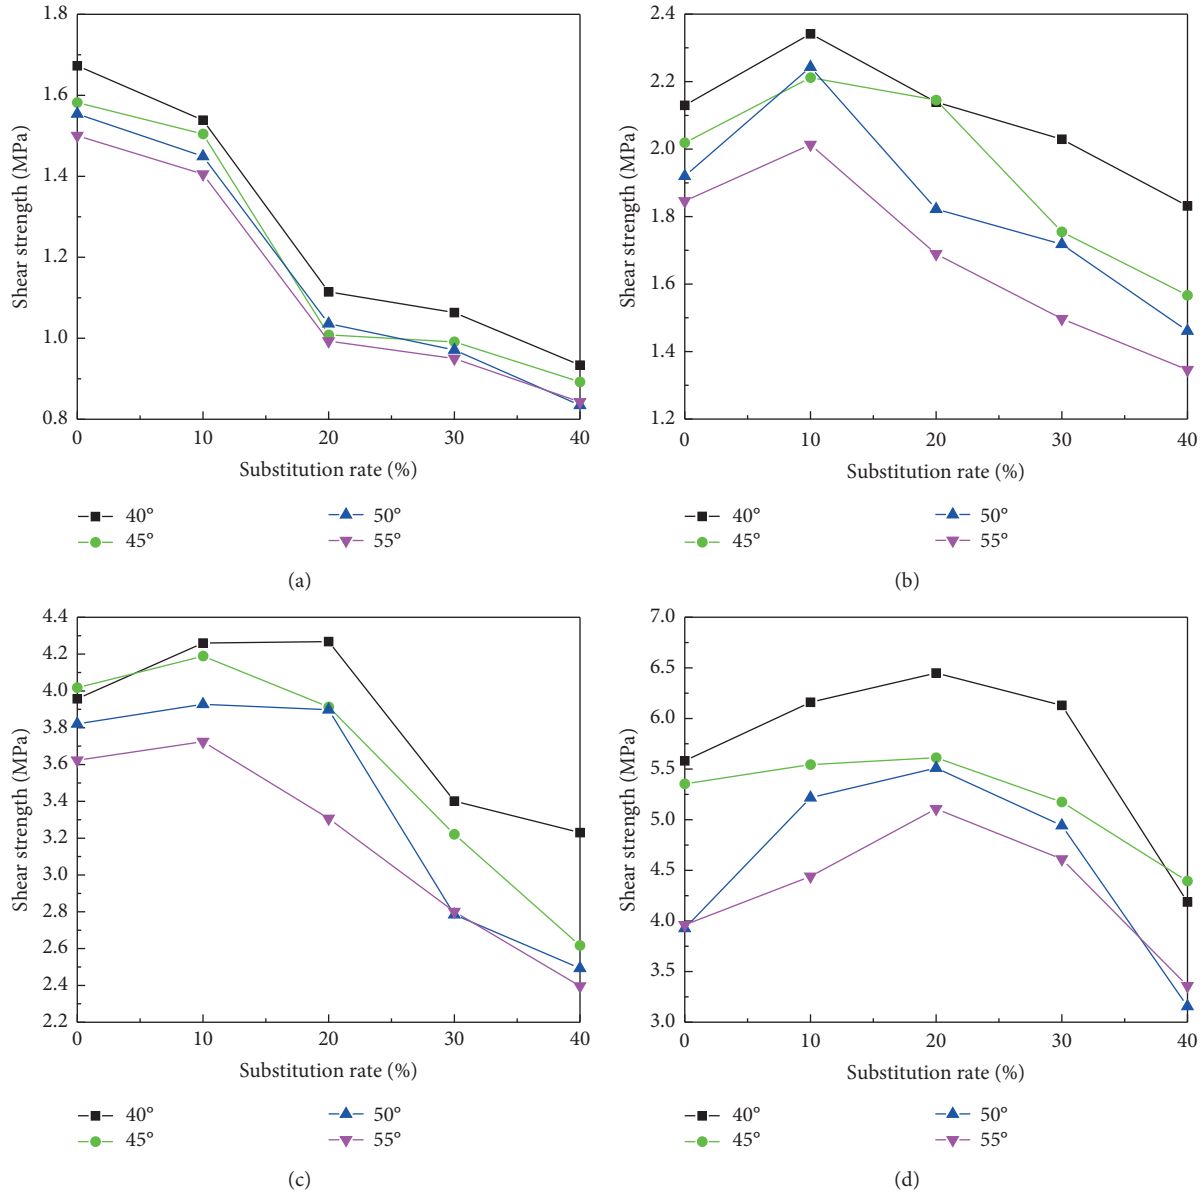 1.8
1.6
1.4
1.2
1.0
0.8
Shear strength (MPa)
0 10 20 30 40
Substitution rate (%)
40° 50°
45° 55°
(a)
2.4
2.2
2.0
1.8
1.6
1.4
1.2
Shear strength (MPa)
0 10 20 30 40
Substitution rate (%)
40° 50°
45° 55°
(b)
4.4
4.2
4.0
3.8
3.6
3.4
3.2
3.0
2.8
2.6
2.4
2.2
Shear strength (MPa)
0 10 20 30 40
Substitution rate (%)
40° 50°
45° 55°
(c)
7.0
6.5
6.0
5.5
5.0
4.5
4.0
3.5
3.0
Shear strength (MPa)
0 10 20 30 40
Substitution rate (%)
40° 50°
45° 55°
(d)